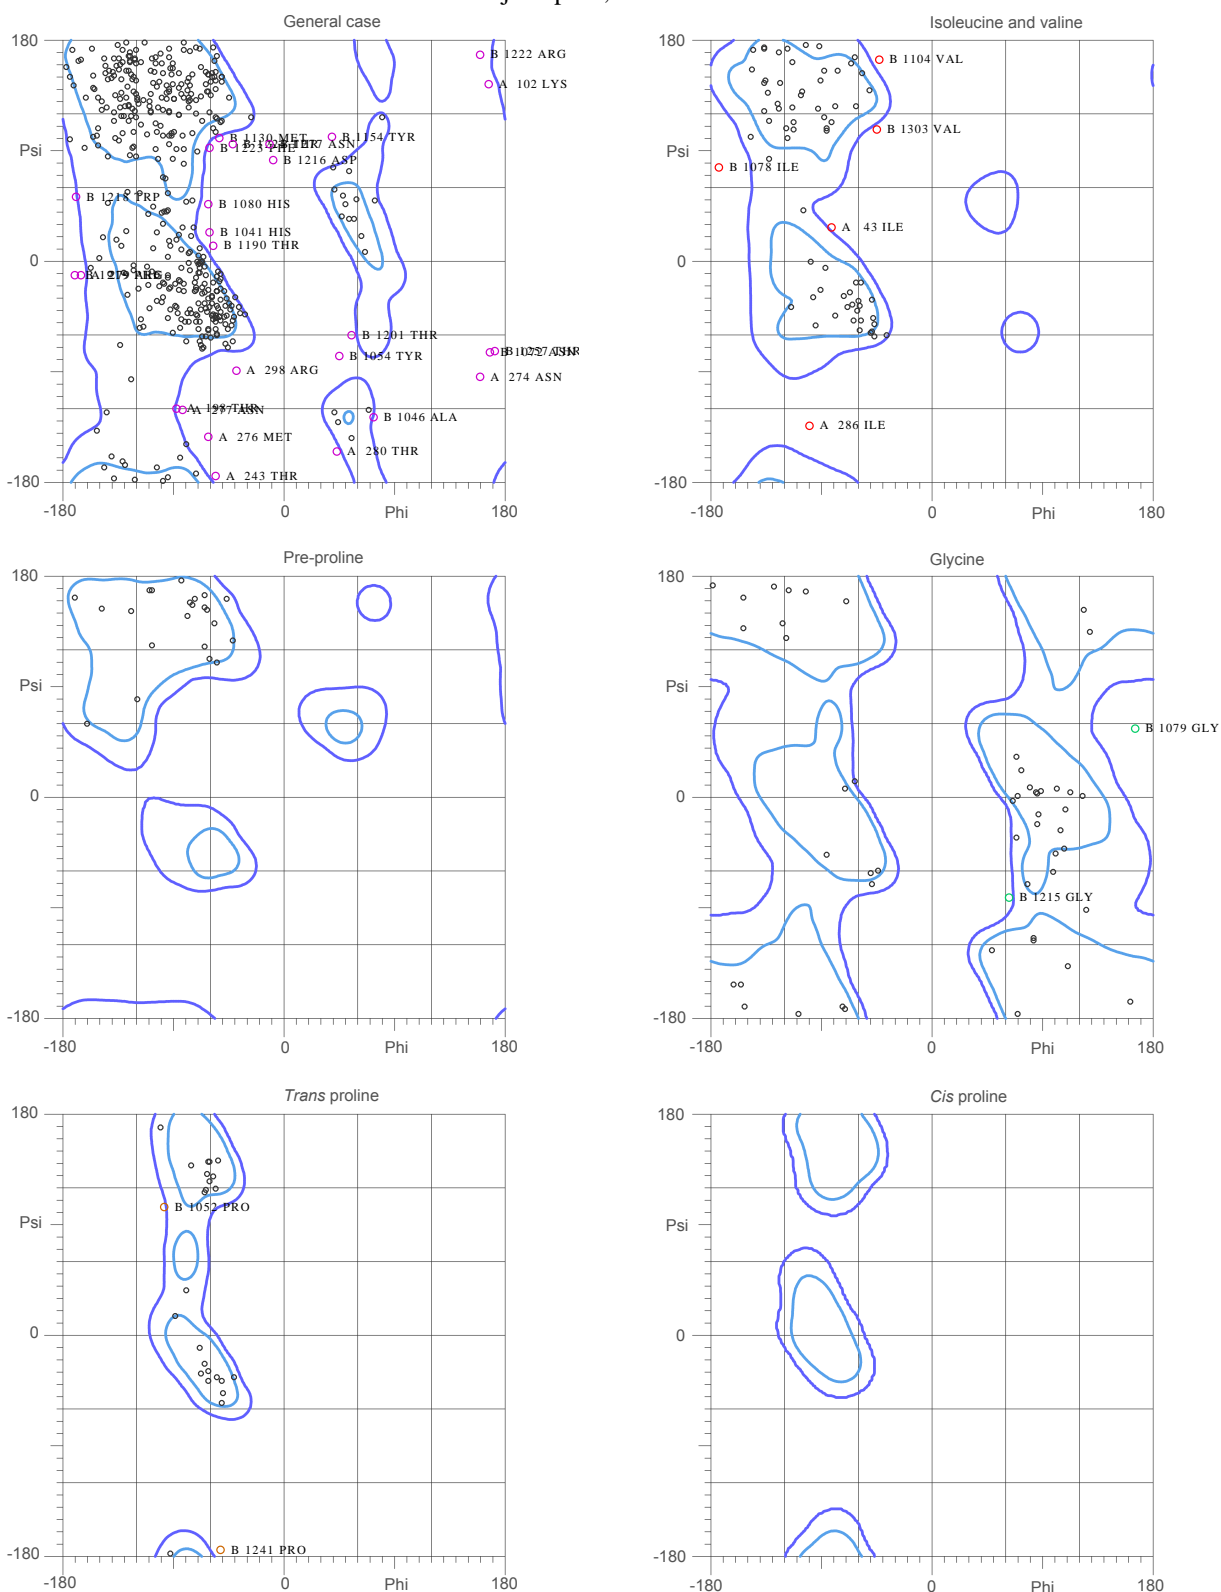 General case
Isoleucine and valine
180
B 1222 ARG
A 102 LYS
B 1130 MET
B 1154 TYR
B 1223 PHE
B 1216 ASP
Psi
B 1218 TRP
B 1080 HIS
B 1041 HIS
B 1190 THR
0
B 1201 THR
B 1054 TYR
A 298 ARG
A 274 ASN
A 277 ASN
B 1046 ALA
A 276 MET
A 280 THR
A 243 THR
-180
-180
0
Phi
180
180
B 1104 VAL
B 1303 VAL
Psi
B 1078 ILE
A 43 ILE
0
A 286 ILE
-180
-180
0
Phi
180
Pre-proline
Glycine
180
Psi
0
-180
-180
0
Phi
180
180
Psi
B 1079 GLY
0
B 1215 GLY
-180
-180
0
Phi
180
Trans proline
Cis proline
180
B 1052 PRO
Psi
0
B 1241 PRO
-180
-180
0
Phi
180
180
Psi
0
-180
-180
0
Phi
180